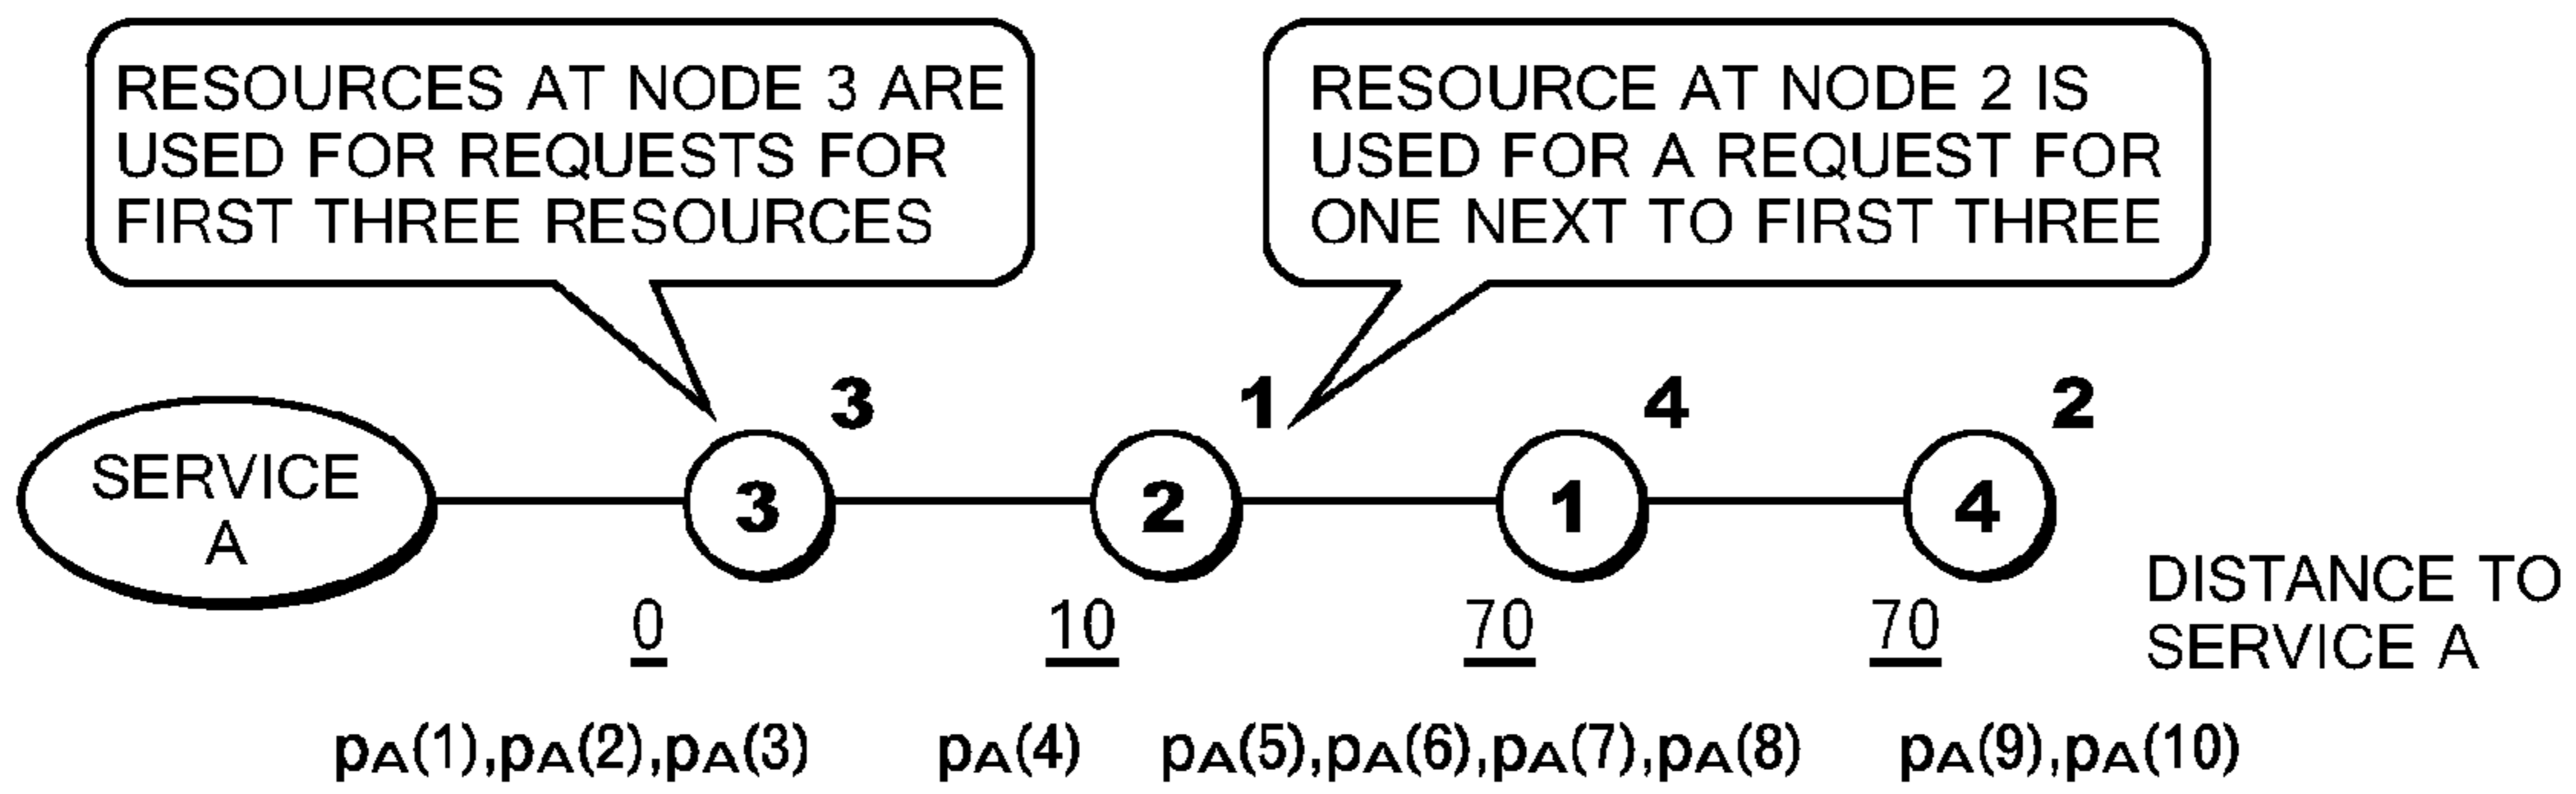 RESOURCES AT NODE 3 ARE
USED FOR REQUESTS FOR
FIRST THREE RESOURCES
RESOURCE AT NODE 2 IS
USED FOR A REQUEST FOR
ONE NEXT TO FIRST THREE
3
1
4
2
SERVICE
A
3
2
1
4
0
10
70
70
DISTANCE TO
SERVICE A
pA(1),pA(2),pA(3)
pA(4)
pA(5),pA(6),pA(7),pA(8)
pA(9),pA(10)